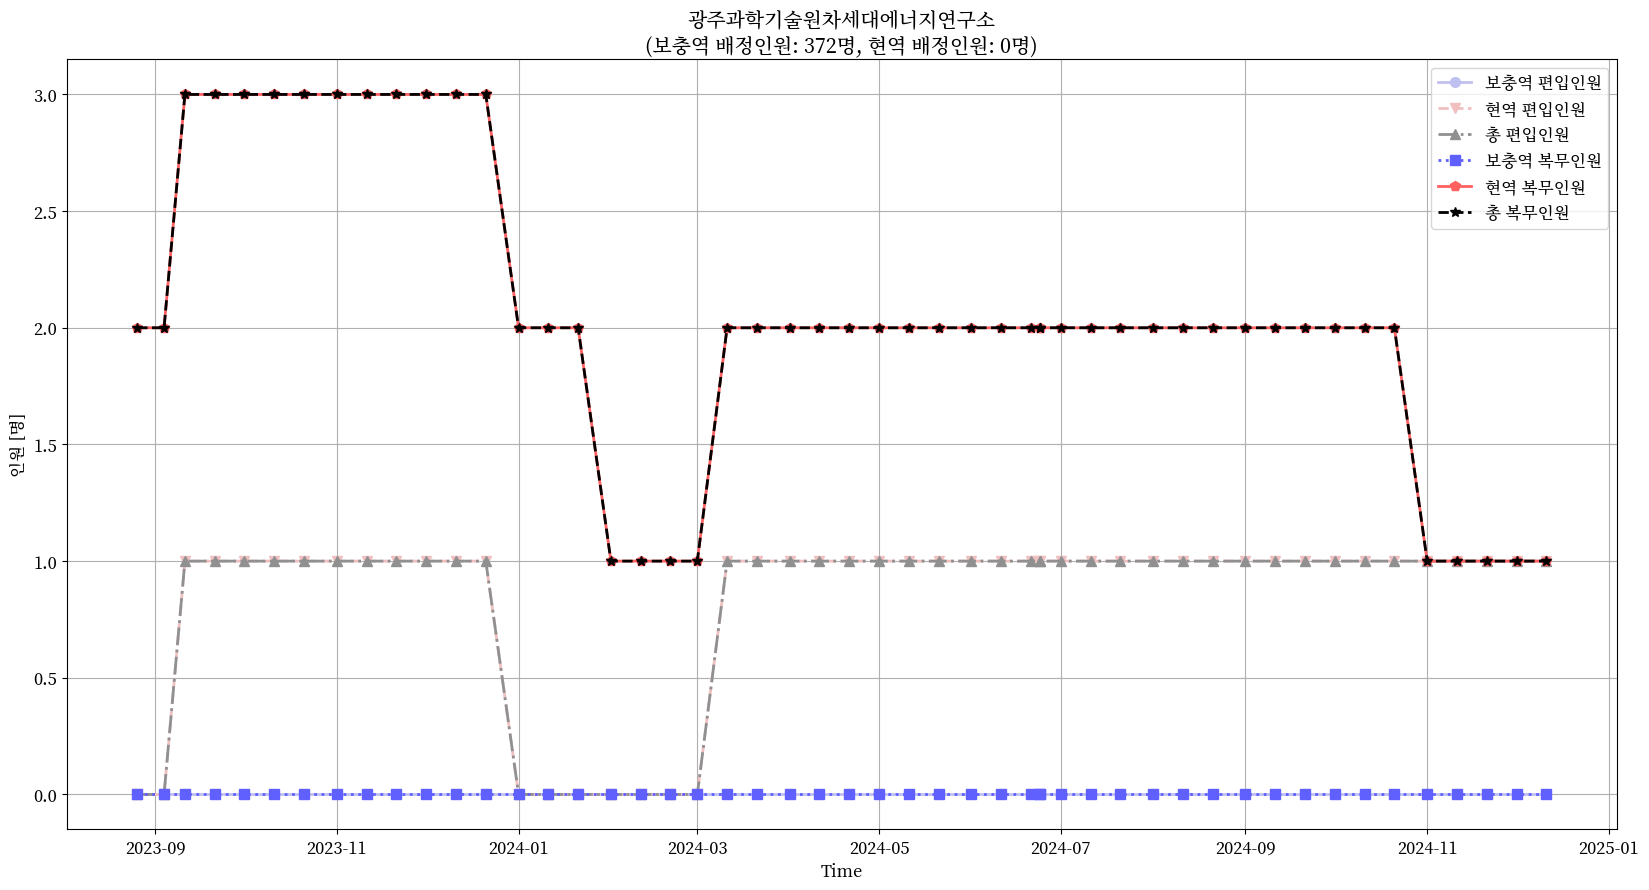 광주과학기술원차세대에너지연구소
(보충역 배정인원: 372명, 현역 배정인원: 0명)
보충역 편입인원
현역 편입인원
총 편입인원
보충역 복무인원
현역 복무인원
총 복무인원
3.0
2.5
2.0
1.5
1.0
0.5
0.0
인원 [명]
2023-09 2023-11 2024-01 2024-03 2024-05 2024-07 2024-09 2024-11 2025-01
Time